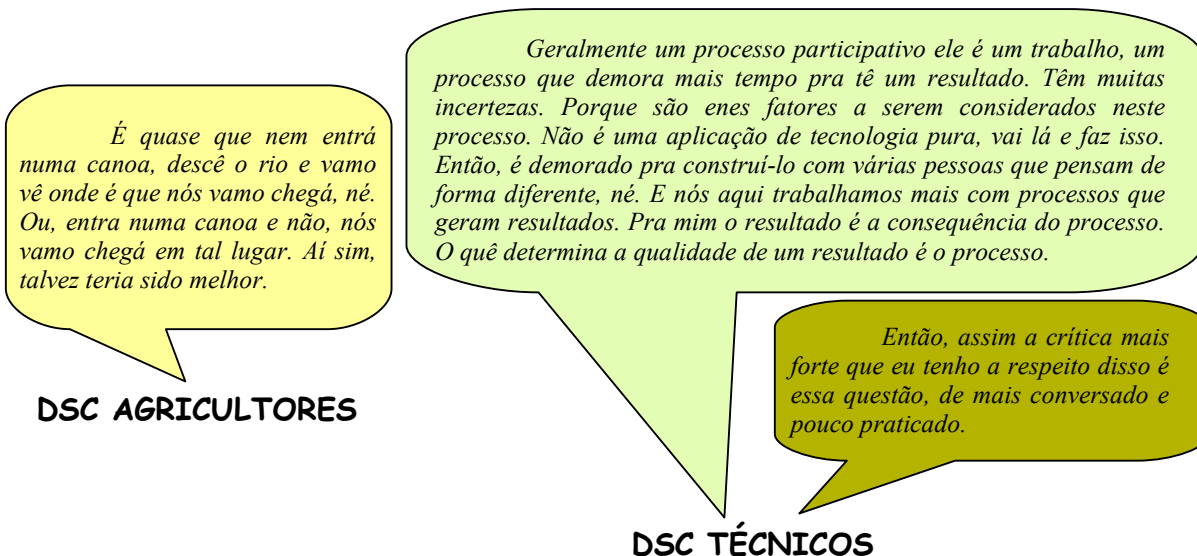 É quase que nem entrá
numa canoa, descê o rio e vamo
vê onde é que nós vamo chegá, né.
Ou, entra numa canoa e não, nós
vamo chegá em tal lugar. Aí sim,
talvez teria sido melhor.
DSC AGRICULTORES
Geralmente um processo participativo ele é um trabalho, um
processo que demora mais tempo pra tê um resultado. Têm muitas
incertezas. Porque são enes fatores a serem considerados neste
processo. Não é uma aplicação de tecnologia pura, vai lá e faz isso.
Então, é demorado pra construí-lo com várias pessoas que pensam de
forma diferente, né. E nós aqui trabalhamos mais com processos que
geram resultados. Pra mim o resultado é a consequência do processo.
O quê determina a qualidade de um resultado é o processo.
Então, assim a crítica mais
forte que eu tenho a respeito disso é
essa questão, de mais conversado e
pouco praticado.
DSC TÉCNICOS